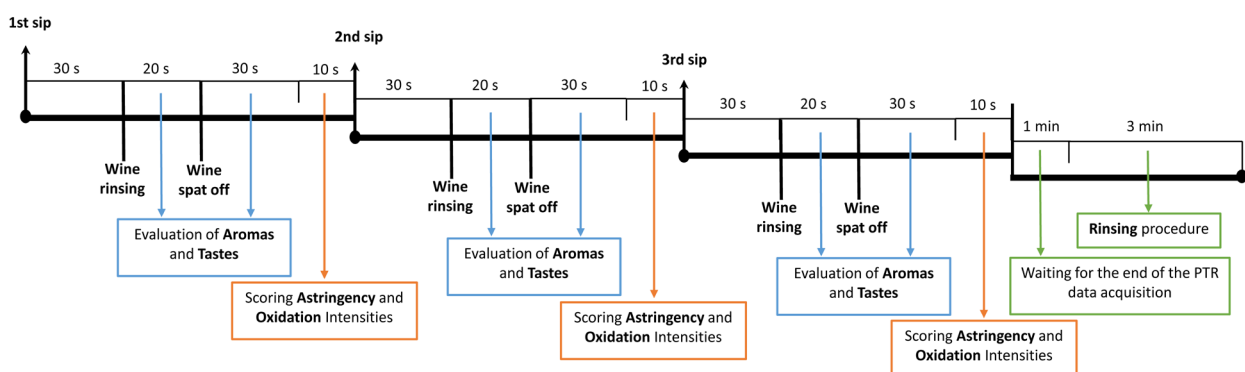 1st sip
30 s
20 s
30 s
10 s
Wine
rinsing
Wine
spat off
Evaluation of Aromas
and Tastes
Scoring Astringency and
Oxidation Intensities
2nd sip
30 s
20 s
30 s
10 s
Wine
rinsing
Wine
spat off
Evaluation of Aromas
and Tastes
Scoring Astringency and
Oxidation Intensities
3rd sip
30 s
20 s
30 s
10 s
Wine
rinsing
Wine
spat off
Evaluation of Aromas
and Tastes
Scoring Astringency and
Oxidation Intensities
1 min
3 min
Rinsing procedure
Waiting for the end of the PTR
data acquisition